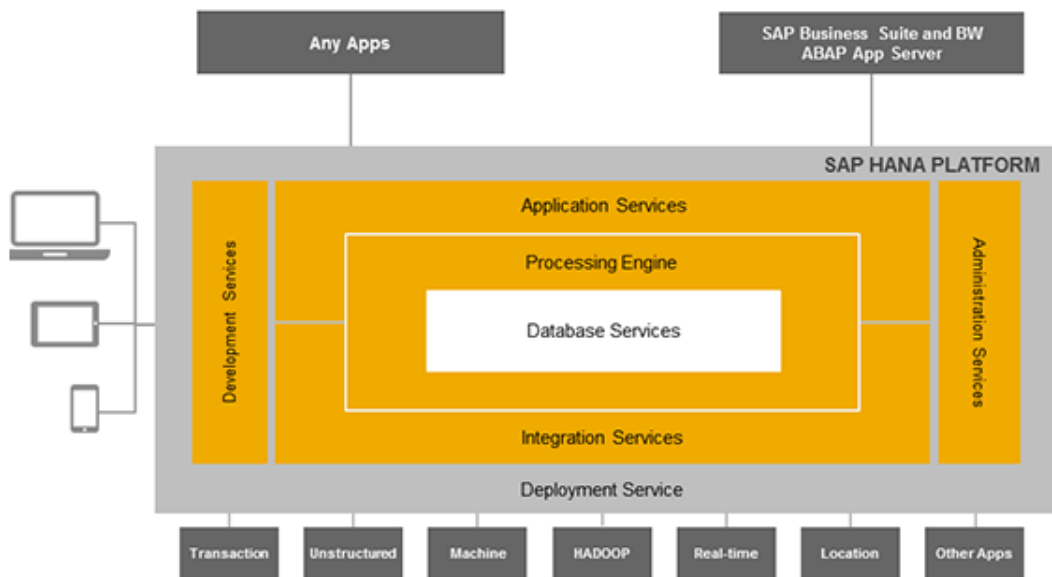 Any Apps
SAP Business Suite and BW
ABAP App Server
SAP HANA PLATFORM
Development Services
Application Services
Processing Engine
Database Services
Integration Services
Administration Services
Deployment Service
Transaction
Unstructured
Machine
HADOOP
Real-time
Location
Other Apps